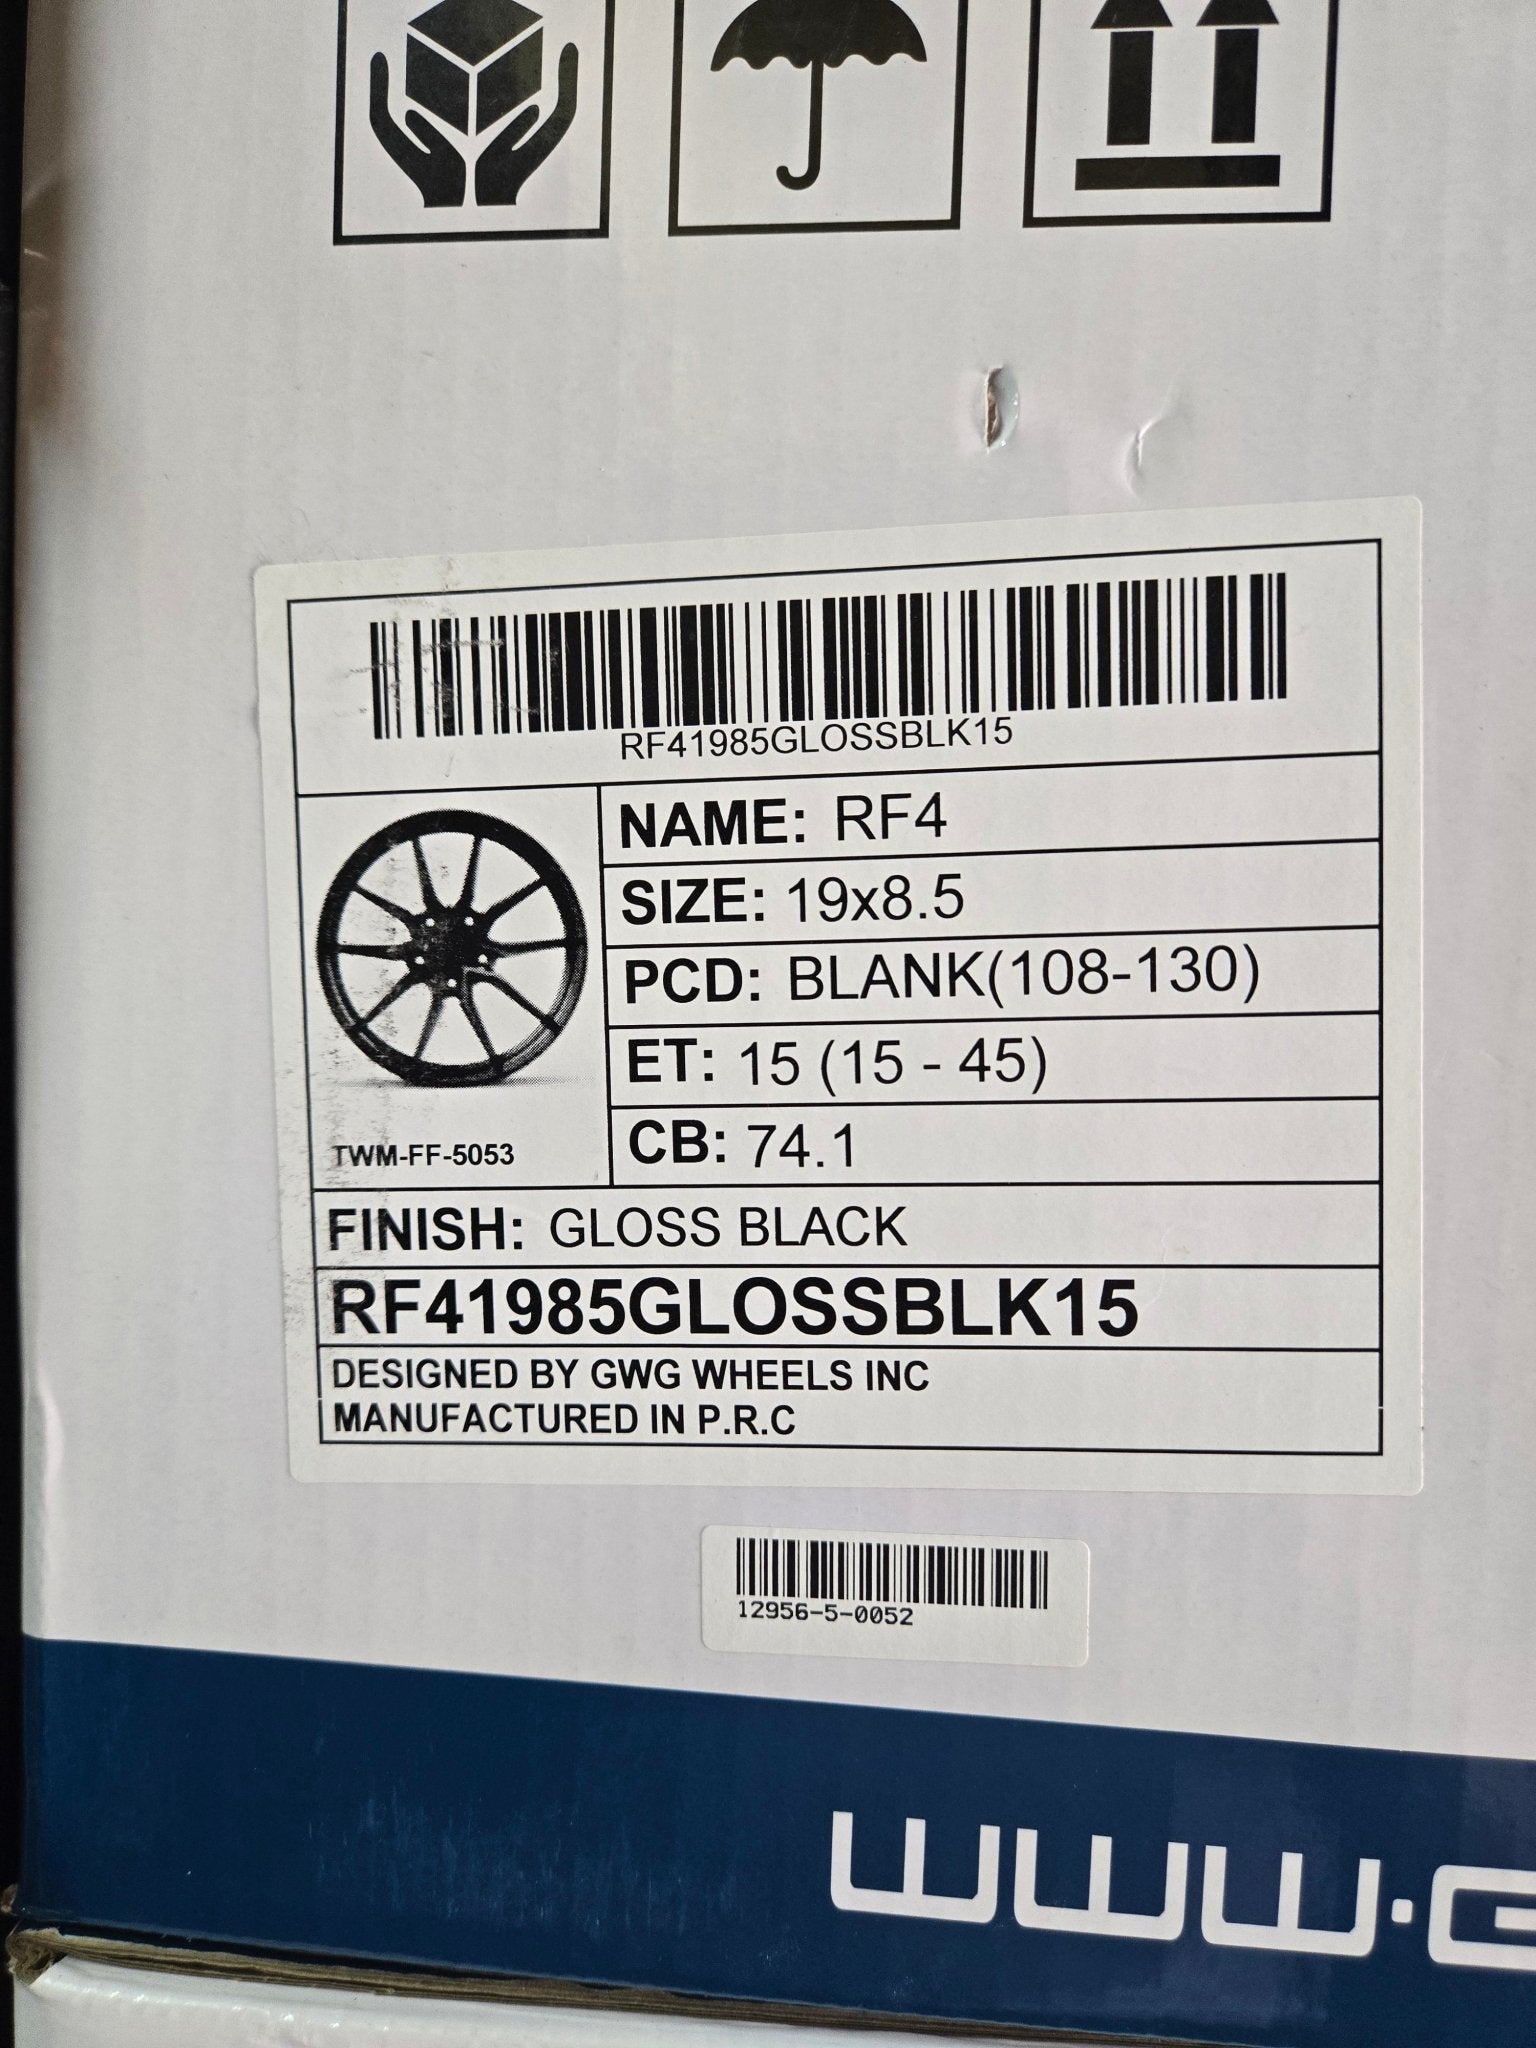 RF41985GLOSSBLK15
NAME: RF4
SIZE: 19x8.5
PCD: BLANK(108-130)
ET: 15 (15 - 45)
CB: 74.1
TWM-FF-5053
FINISH: GLOSS BLACK
RF41985GLOSSBLK15
DESIGNED BY GWG WHEELS INC
MANUFACTURED IN P.R.C
12956-5-0052
www.